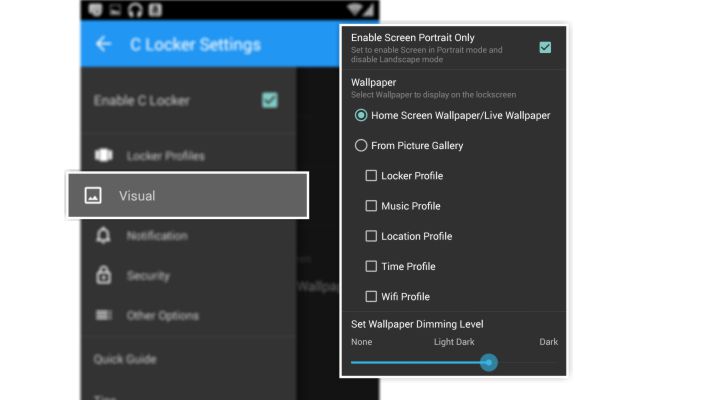 C Locker Settings
Enable C Locker
Locker Profiles
Visual
Notification
Security
Other Options
Quick Guide
Enable Screen Portrait Only
Set to enable Screen in Portrait mode and
disable Landscape mode
Wallpaper
Select Wallpaper to display on the lockscreen
Home Screen Wallpaper/Live Wallpaper
From Picture Gallery
Locker Profile
Music Profile
Location Profile
Time Profile
Wifi Profile
Set Wallpaper Dimming Level
None Light Dark Dark